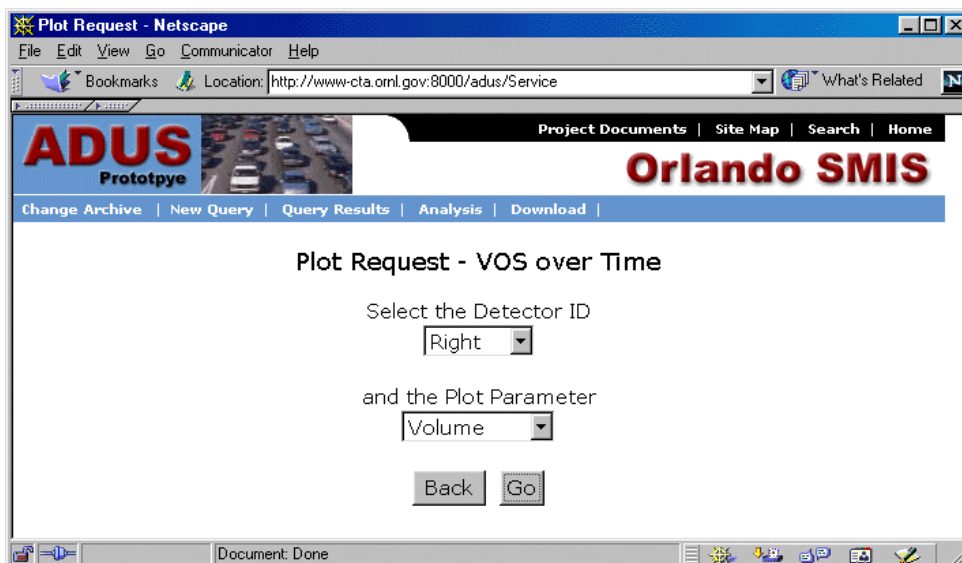 Plot Request - Netscape
File Edit View Go Communicator Help
Bookmarks Location: http://www-cta.ornl.gov:8000/adus/Service What's Related N
Project Documents | Site Map | Search | Home
ADUS
Prototpye
Orlando SMIS
Change Archive | New Query | Query Results | Analysis | Download |
Plot Request - VOS over Time
Select the Detector ID
Right
and the Plot Parameter
Volume
Back Go
Document: Done